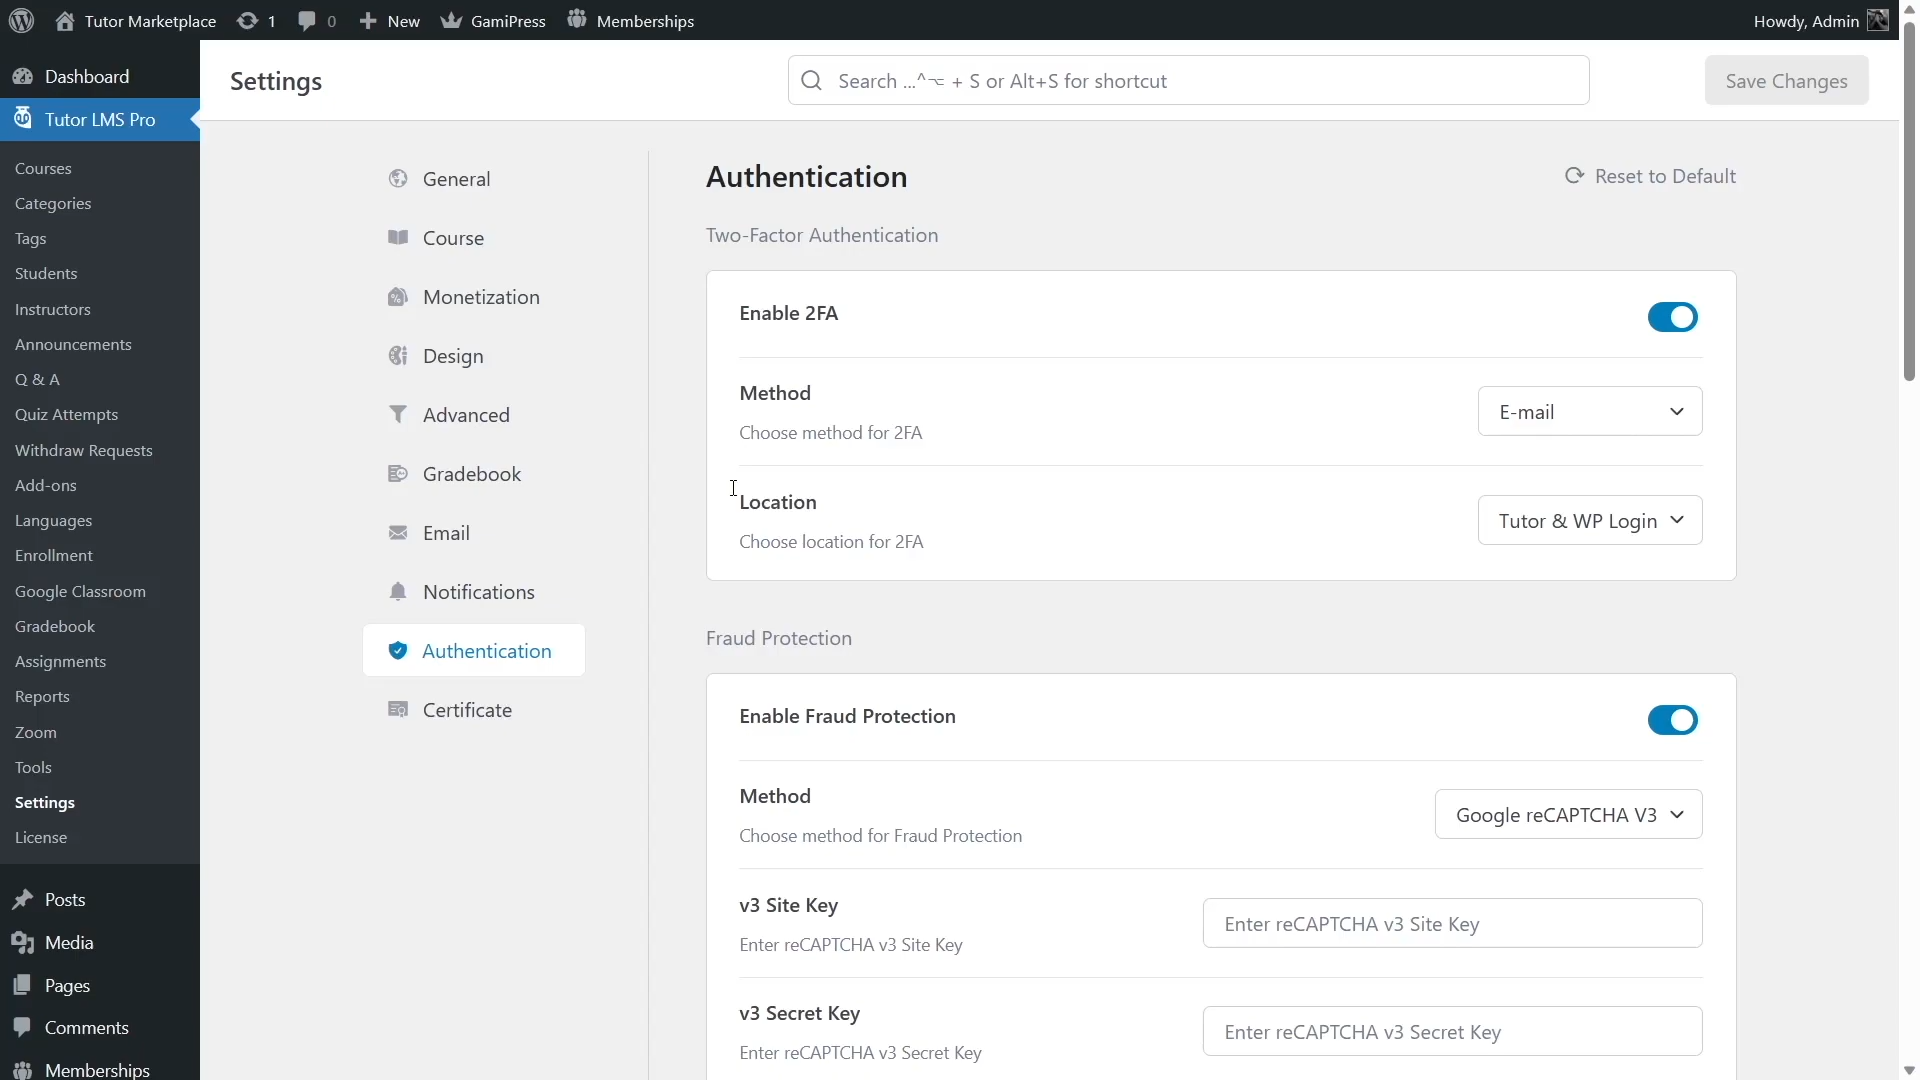 Tutor Marketplace
1
0
New
GamiPress
Memberships
Howdy, Admin
Dashboard
Tutor LMS Pro
Courses
Categories
Tags
Students
Instructors
Announcements
Q & A
Quiz Attempts
Withdraw Requests
Add-ons
Languages
Enrollment
Google Classroom
Gradebook
Assignments
Reports
Zoom
Tools
Settings
License
Posts
Media
Pages
Comments
Memberships
Settings
Search ...^⌥ + S or Alt+S for shortcut
Save Changes
General
Course
Monetization
Design
Advanced
Gradebook
Email
Notifications
Authentication
Certificate
Authentication
Reset to Default
Two-Factor Authentication
Enable 2FA
Method
Choose method for 2FA
E-mail
Location
Choose location for 2FA
Tutor & WP Login
Fraud Protection
Enable Fraud Protection
Method
Choose method for Fraud Protection
Google reCAPTCHA V3
v3 Site Key
Enter reCAPTCHA v3 Site Key
Enter reCAPTCHA v3 Site Key
v3 Secret Key
Enter reCAPTCHA v3 Secret Key
Enter reCAPTCHA v3 Secret Key